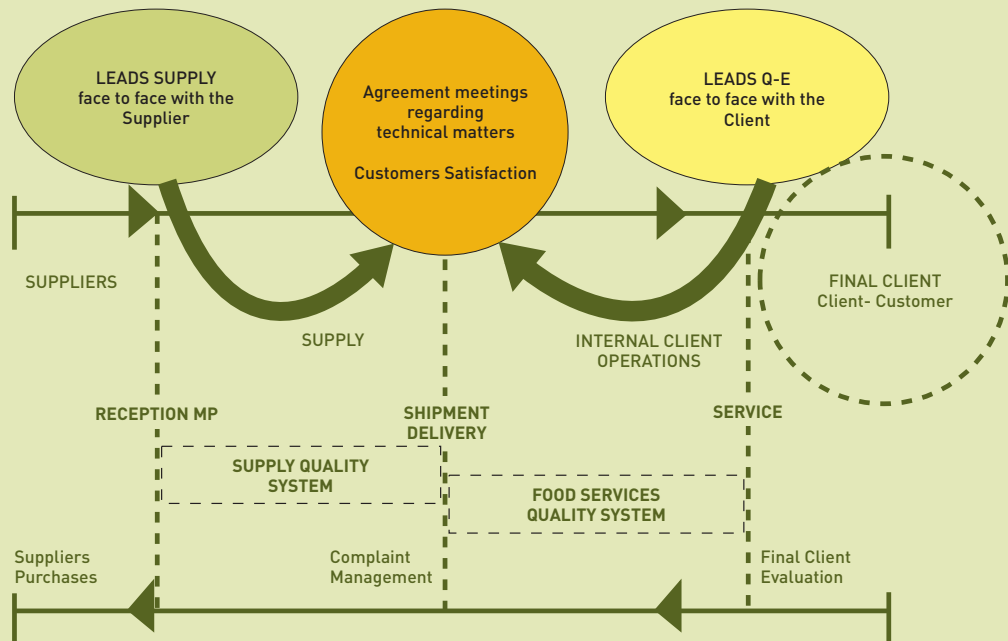 LEADS SUPPLY
face to face with the
Supplier
Agreement meetings
regarding
technical matters
Customers Satisfaction
LEADS Q-E
face to face with the
Client
SUPPLIERS
FINAL CLIENT
Client- Customer
SUPPLY
INTERNAL CLIENT
OPERATIONS
RECEPTION MP
SHIPMENT
DELIVERY
SERVICE
SUPPLY QUALITY
SYSTEM
FOOD SERVICES
QUALITY SYSTEM
Suppliers
Purchases
Complaint
Management
Final Client
Evaluation